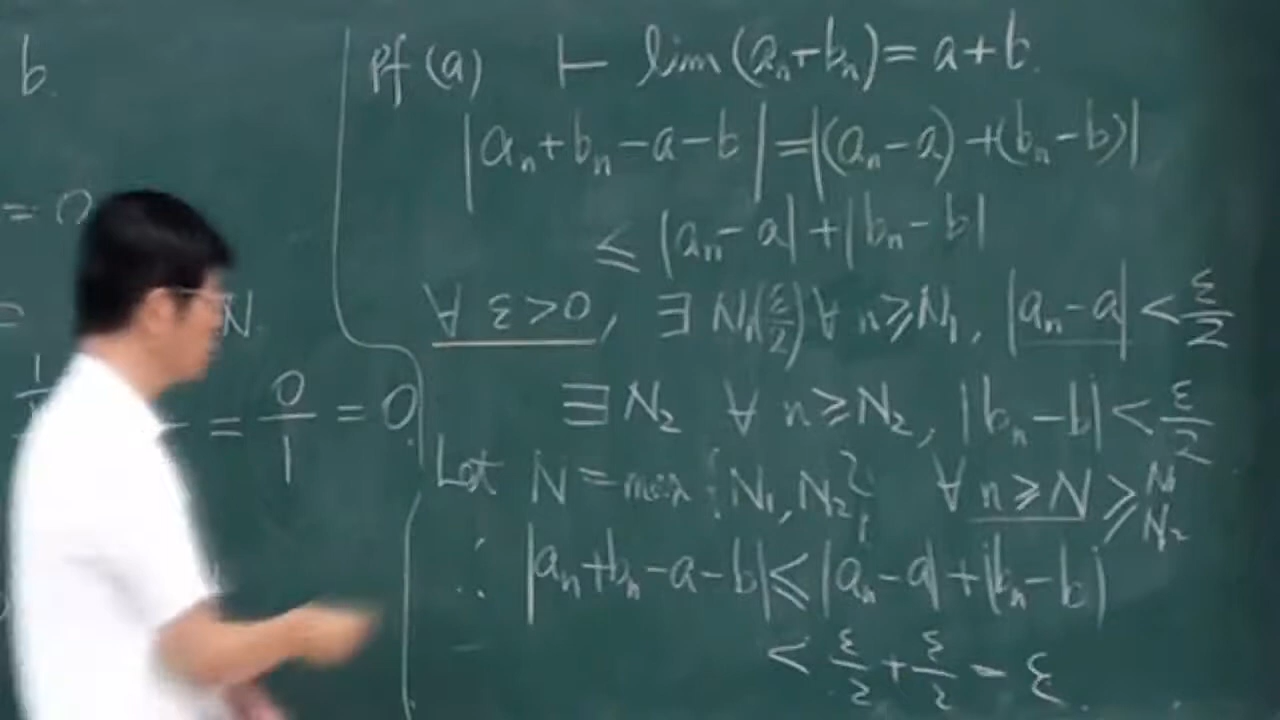 b.
= 0
N.
= 0/1 = 0.
Pf (a) ⊢ lim (aₙ + bₙ) = a + b.
|aₙ + bₙ - a - b| = |(aₙ - a) + (bₙ - b)|
≤ |aₙ - a| + |bₙ - b|
∀ ε > 0, ∃ N₁(ε/2) ∀ n ≥ N₁, |aₙ - a| < ε/2
∃ N₂ ∀ n ≥ N₂, |bₙ - b| < ε/2
Let N = max {N₁, N₂}, ∀ n ≥ N ≥ N₁ N₂
∴ |aₙ + bₙ - a - b| ≤ |aₙ - a| + |bₙ - b|
< ε/2 + ε/2 = ε